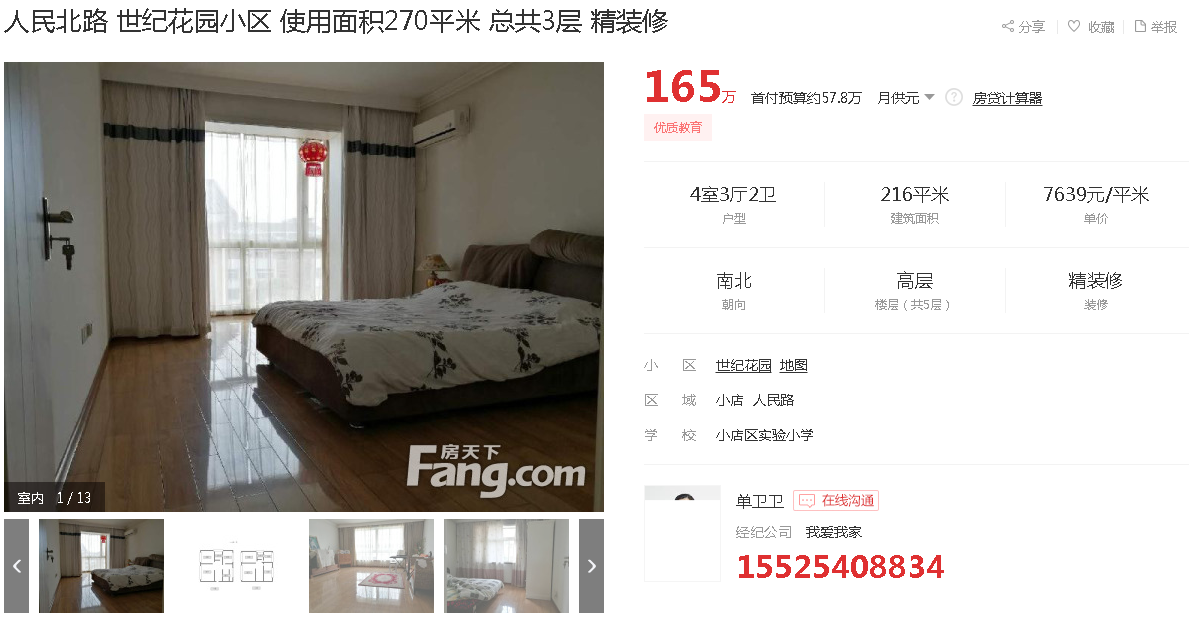 人民北路 世纪花园小区 使用面积270平米 总共3层 精装修
分享 收藏 举报
165万 首付预算约57.8万 月供元 ? 房贷计算器
优质教育
4室3厅2卫 216平米 7639元/平米
户型 建筑面积 单价
南北 高层 精装修
朝向 楼层（共5层） 装修
小 区 世纪花园 地图
区 域 小店 人民路
学 校 小店区实验小学
单卫卫 在线沟通
经纪公司 我爱我家
15525408834
房天下
Fang.com
室内 1 / 13